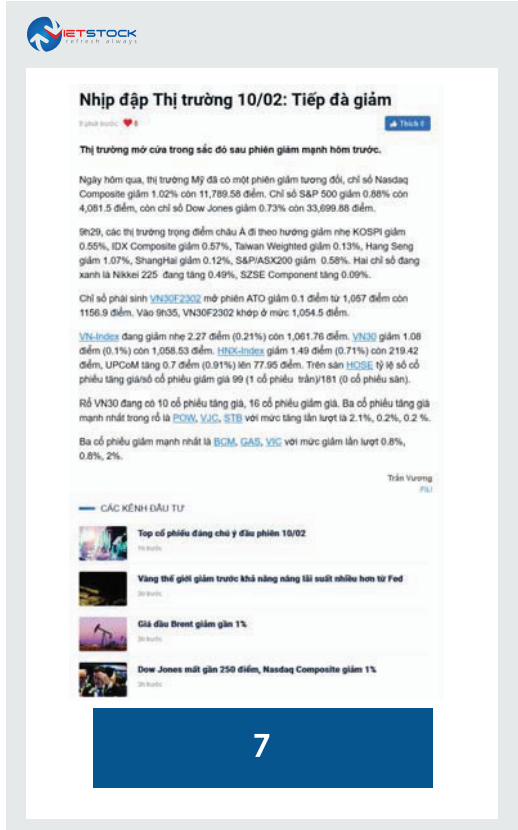 VIETSTOCK
refresh always
Nhịp đập Thị trường 10/02: Tiếp đà giảm
9 phút trước
8
Thích 0
Thị trường mở cửa trong sắc đỏ sau phiên giảm mạnh hôm trước.
Ngày hôm qua, thị trường Mỹ đã có một phiên giảm tương đối, chỉ số Nasdaq
Composite giảm 1.02% còn 11,789.58 điểm. Chỉ số S&P 500 giảm 0.88% còn
4,081.5 điểm, còn chỉ số Dow Jones giảm 0.73% còn 33,699.88 điểm.
9h29, các thị trường trọng điểm châu Á đi theo hướng giảm nhẹ KOSPI giảm
0.55%, IDX Composite giảm 0.57%, Taiwan Weighted giảm 0.13%, Hang Seng
giảm 1.07%, ShangHai giảm 0.12%, S&P/ASX200 giảm 0.58%. Hai chỉ số đang
xanh là Nikkei 225 đang tăng 0.49%, SZSE Component tăng 0.09%.
Chỉ số phái sinh VN30F2302 mở phiên ATO giảm 0.1 điểm từ 1,057 điểm còn
1156.9 điểm. Vào 9h35, VN30F2302 khớp ở mức 1,054.5 điểm.
VN-Index đang giảm nhẹ 2.27 điểm (0.21%) còn 1,061.76 điểm. VN30 giảm 1.08
điểm (0.1%) còn 1,058.53 điểm. HNX-Index giảm 1.49 điểm (0.71%) còn 219.42
điểm, UPCoM tăng 0.7 điểm (0.91%) lên 77.95 điểm. Trên sàn HOSE tỷ lệ số cổ
phiếu tăng giá/số cổ phiếu giảm giá 99 (1 cổ phiếu trần)/181 (0 cổ phiếu sàn).
Rổ VN30 đang có 10 cổ phiếu tăng giá, 16 cổ phiếu giảm giá. Ba cổ phiếu tăng giá
mạnh nhất trong rổ là POW, VJC, STB với mức tăng lần lượt là 2.1%, 0.2%, 0.2 %.
Ba cổ phiếu giảm mạnh nhất là BCM, GAS, VIC với mức giảm lần lượt 0.8%,
0.8%, 2%.
Trần Vương
FILI
CÁC KÊNH ĐẦU TƯ
Top cổ phiếu đáng chú ý đầu phiên 10/02
1h trước
Vàng thế giới giảm trước khả năng nâng lãi suất nhiều hơn từ Fed
Giá dầu Brent giảm gần 1%
Dow Jones mất gần 250 điểm, Nasdaq Composite giảm 1%
7